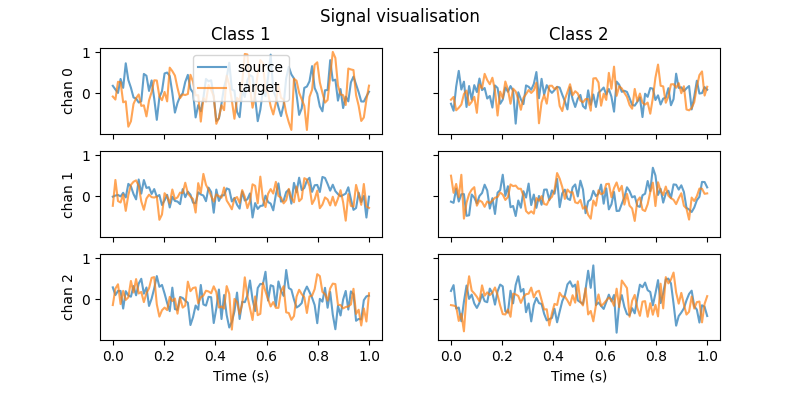 Signal visualisation
Class 1
Class 2
source
target
chan 0
1
0
chan 1
1
0
chan 2
1
0
0.0 0.2 0.4 0.6 0.8 1.0
0.0 0.2 0.4 0.6 0.8 1.0
Time (s)
Time (s)